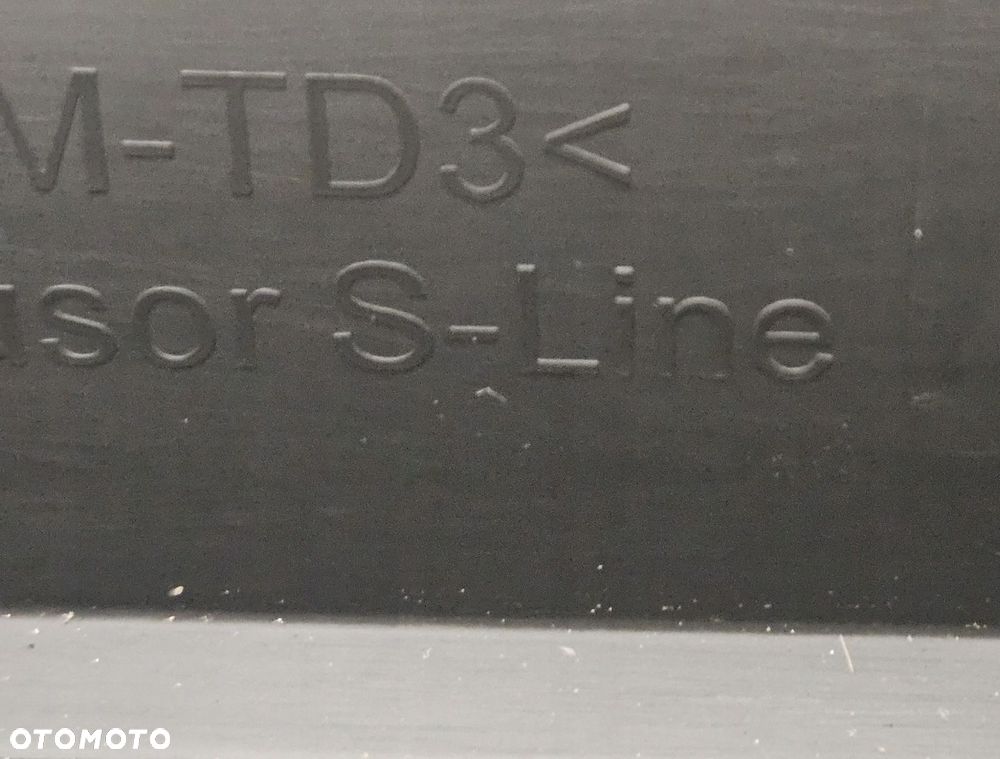 M-TD3<
usor S-Line
OTOMOTO